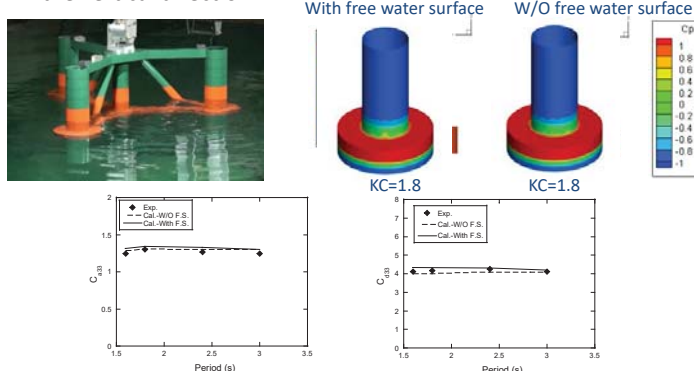 With free water surface
W/O free water surface
Cp
1
0.8
0.6
0.4
0.2
0
-0.2
-0.4
-0.6
-0.8
-1
KC=1.8
KC=1.8
2
1.5
1
0.5
0
1.5
2
2.5
3
3.5
Exp.
Cal.-W/O F.S.
Cal.-With F.S.
Ca33
Period (s)
8
7
6
5
4
3
2
1
0
1.5
2
2.5
3
3.5
Exp.
Cal.-W/O F.S.
Cal.-With F.S.
Cd33
Period (s)